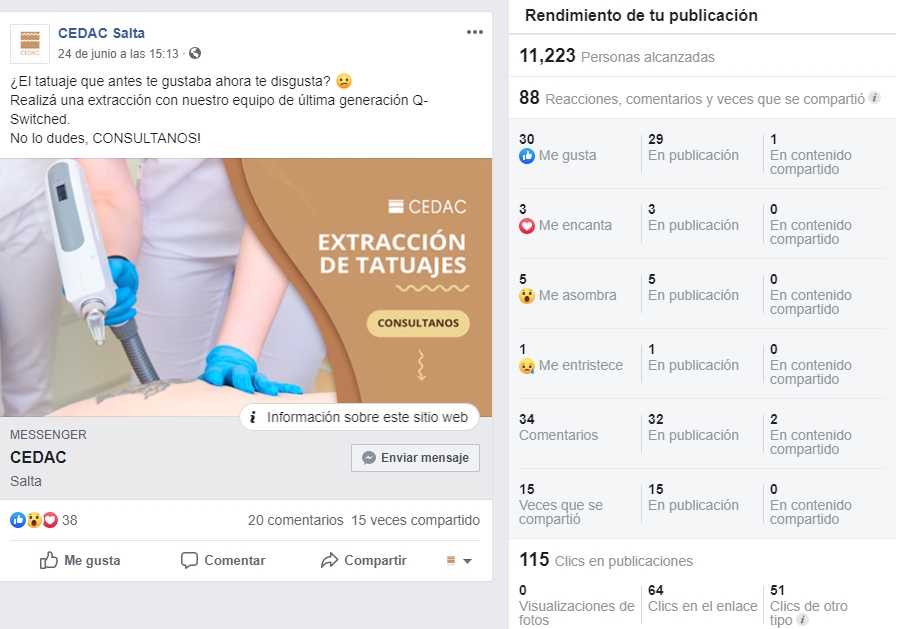 CEDAC Salta
24 de junio a las 15:13 ·
¿El tatuaje que antes te gustaba ahora te disgusta?
Realizá una extracción con nuestro equipo de última generación Q-
Switched.
No lo dudes, CONSULTANOS!
CEDAC
EXTRACCIÓN
DE TATUAJES
CONSULTANOS
Información sobre este sitio web
MESSENGER
CEDAC
Salta
Enviar mensaje
38
20 comentarios 15 veces compartido
Me gusta
Comentar
Compartir
Rendimiento de tu publicación
11,223 Personas alcanzadas
88 Reacciones, comentarios y veces que se compartió
30
Me gusta
29
En publicación
1
En contenido
compartido
3
Me encanta
3
En publicación
0
En contenido
compartido
5
Me asombra
5
En publicación
0
En contenido
compartido
1
Me entristece
1
En publicación
0
En contenido
compartido
34
Comentarios
32
En publicación
2
En contenido
compartido
15
Veces que se
compartió
15
En publicación
0
En contenido
compartido
115 Clics en publicaciones
0
Visualizaciones de
fotos
64
Clics en el enlace
51
Clics de otro
tipo